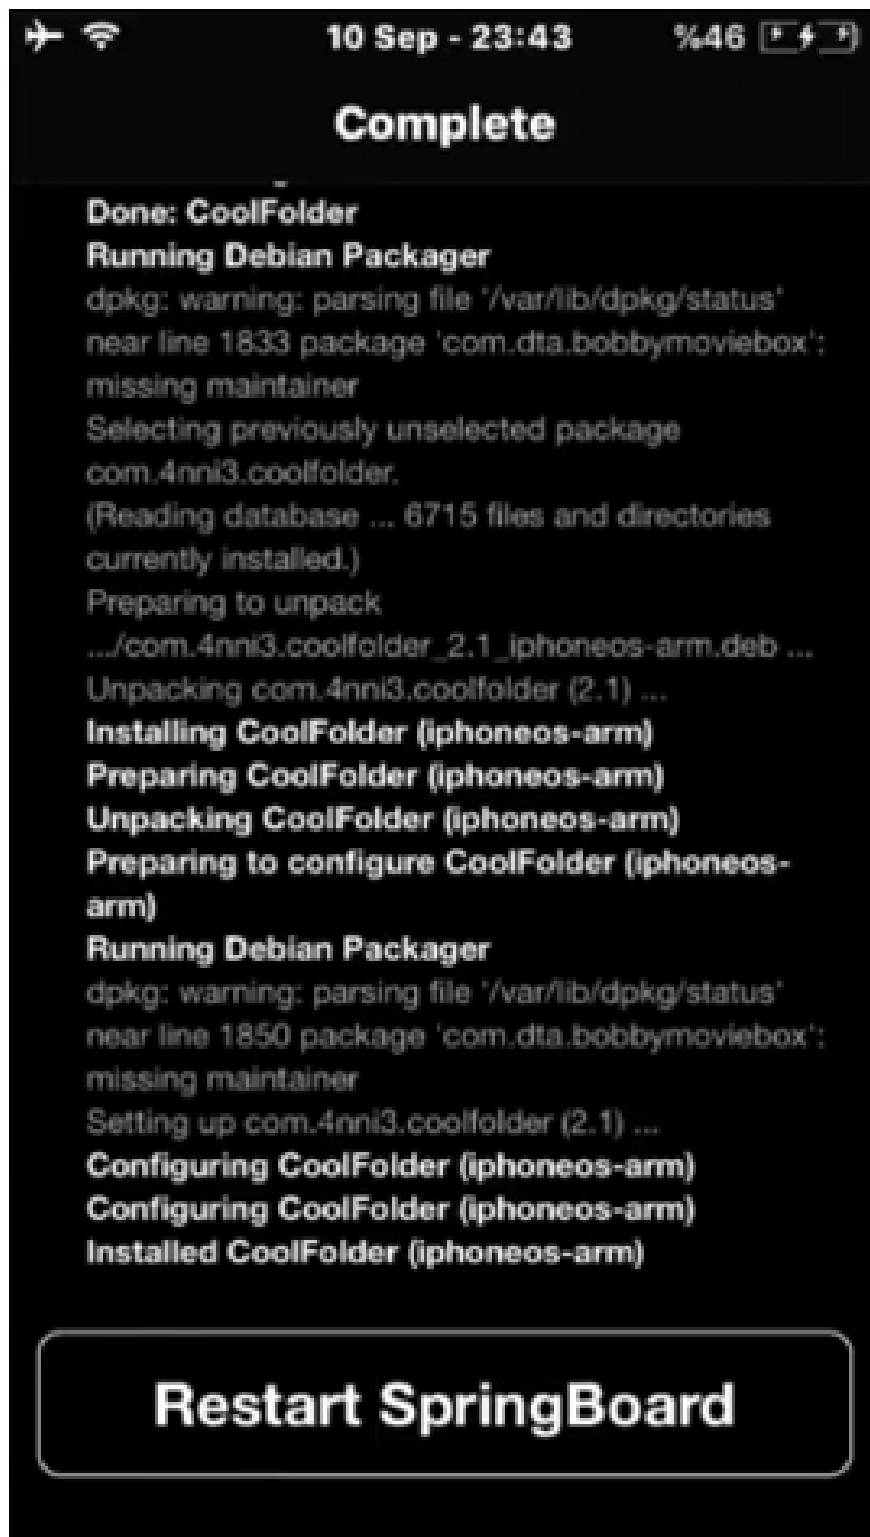 10 Sep - 23:43
%46
Complete
Done: CoolFolder
Running Debian Packager
dpkg: warning: parsing file '/var/lib/dpkg/status'
near line 1833 package 'com.dta.bobbymoviebox':
missing maintainer
Selecting previously unselected package
com.4nni3.coolfolder.
(Reading database ... 6715 files and directories
currently installed.)
Preparing to unpack
.../com.4nni3.coolfolder_2.1_iphoneos-arm.deb ...
Unpacking com.4nni3.coolfolder (2.1) ...
Installing CoolFolder (iphoneos-arm)
Preparing CoolFolder (iphoneos-arm)
Unpacking CoolFolder (iphoneos-arm)
Preparing to configure CoolFolder (iphoneos-
arm)
Running Debian Packager
dpkg: warning: parsing file '/var/lib/dpkg/status'
near line 1850 package 'com.dta.bobbymoviebox':
missing maintainer
Setting up com.4nni3.coolfolder (2.1) ...
Configuring CoolFolder (iphoneos-arm)
Configuring CoolFolder (iphoneos-arm)
Installed CoolFolder (iphoneos-arm)
Restart SpringBoard